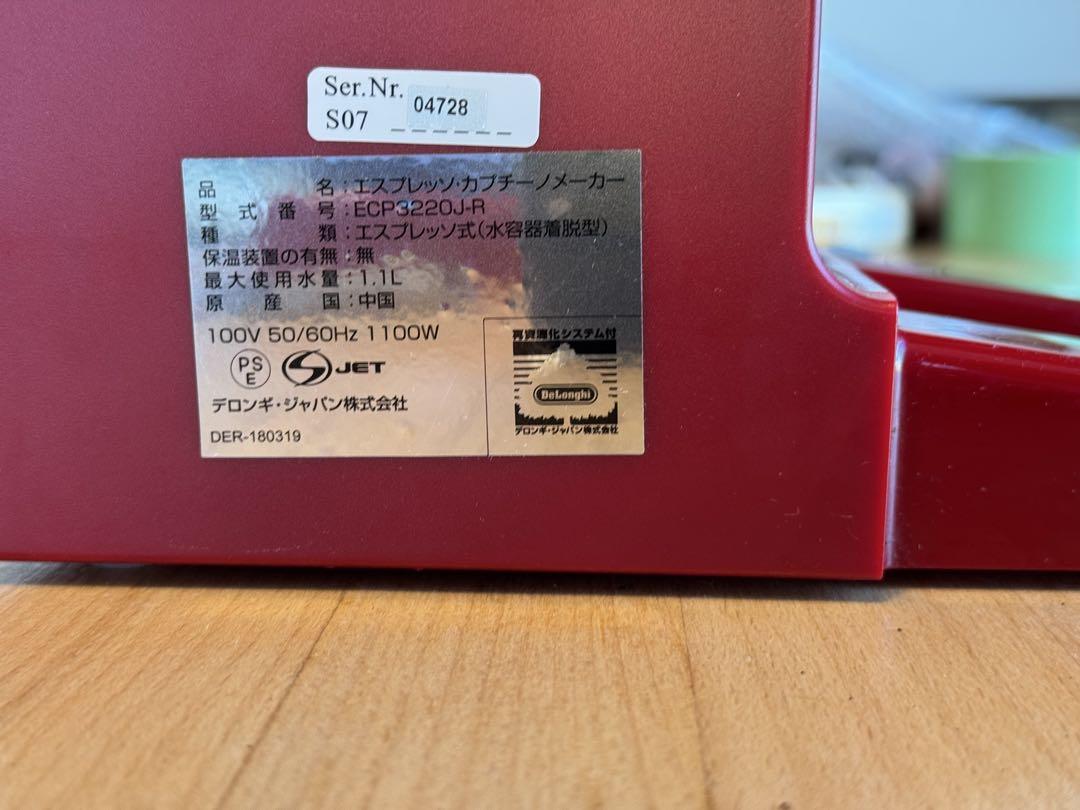 Ser.Nr.
S07 04728
品名:エスプレッソ・カプチーノメーカー
型式番号:ECP3220J-R
種類:エスプレッソ式(水容器着脱型)
保温装置の有無:無
最大使用水量:1.1L
原産国:中国
100V 50/60Hz 1100W
PSE S JET
デロンギ・ジャパン株式会社
DER-180319
再資源化システム付
DeLonghi
デロンギ・ジャパン株式会社